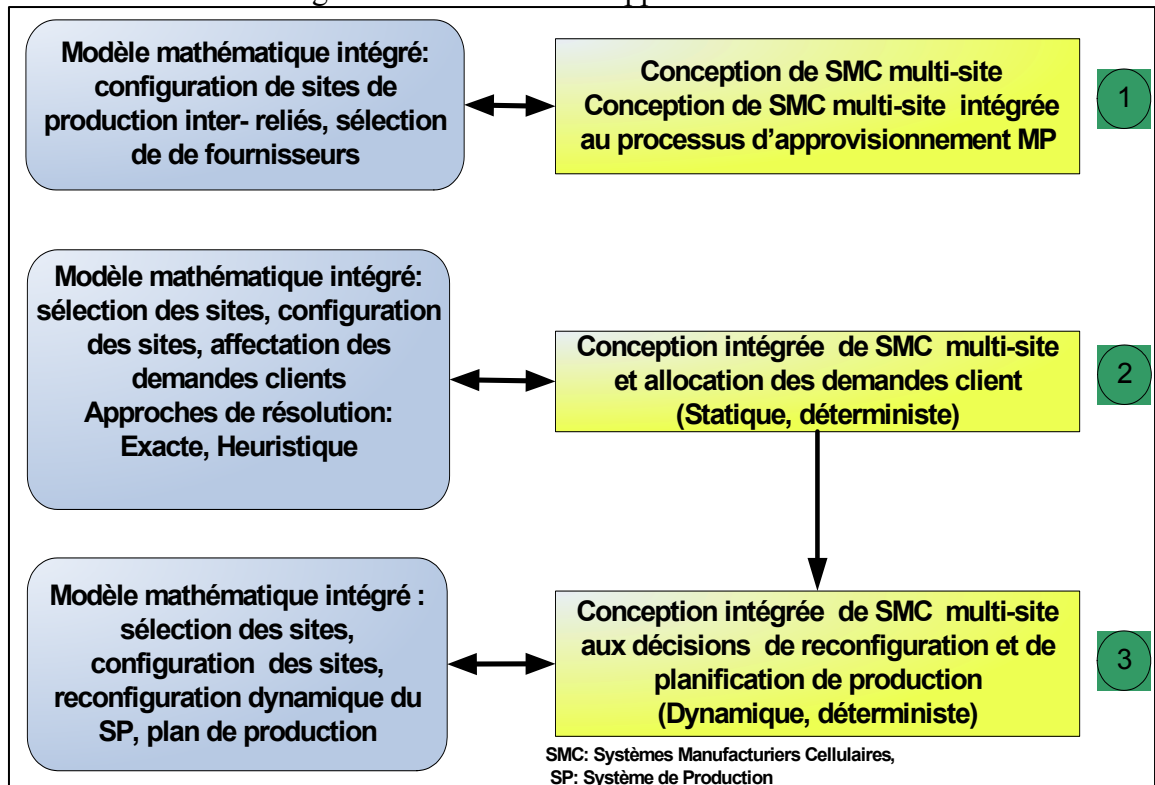 Modèle mathématique intégré:
configuration de sites de
production inter- reliés, sélection
de de fournisseurs
Conception de SMC multi-site
Conception de SMC multi-site intégrée
au processus d'approvisionnement MP
1
Modèle mathématique intégré:
sélection des sites, configuration
des sites, affectation des
demandes clients
Approches de résolution:
Exacte, Heuristique
Conception intégrée de SMC multi-site
et allocation des demandes client
(Statique, déterministe)
2
Modèle mathématique intégré :
sélection des sites,
configuration des sites,
reconfiguration dynamique du
SP, plan de production
Conception intégrée de SMC multi-site
aux décisions de reconfiguration et de
planification de production
(Dynamique, déterministe)
3
SMC: Systèmes Manufacturiers Cellulaires,
SP: Système de Production